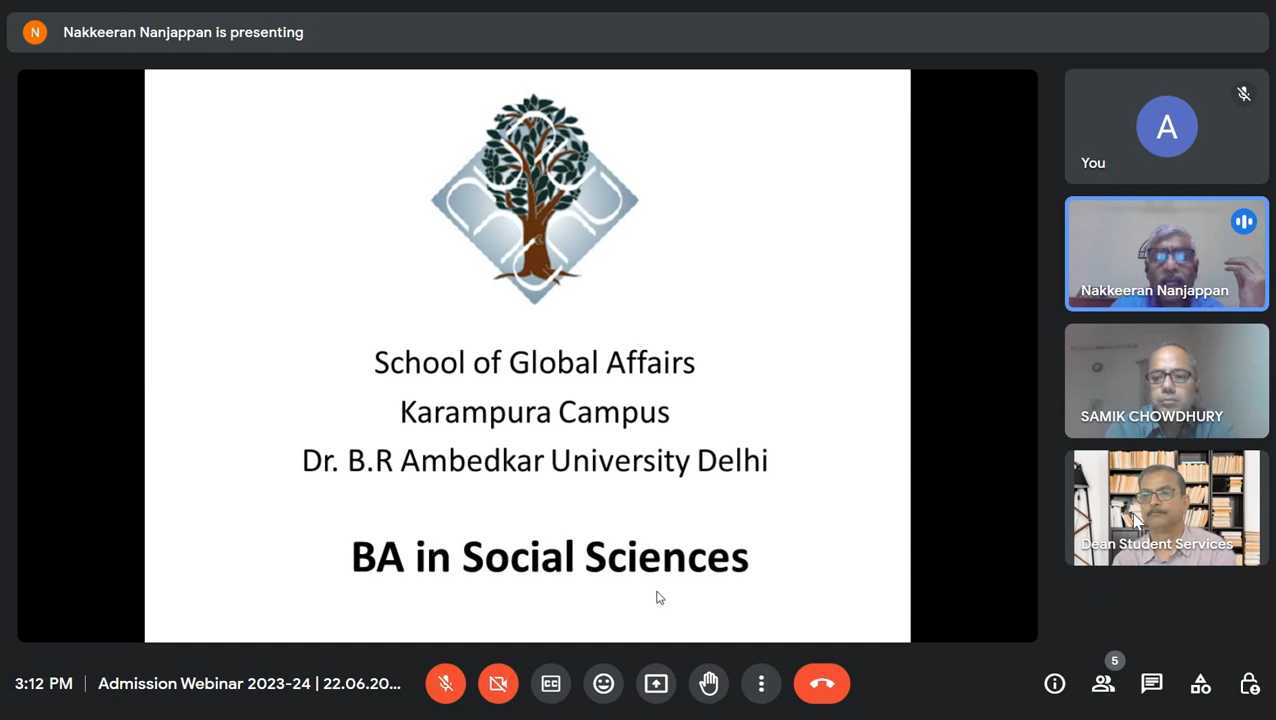 N Nakkeeran Nanjappan is presenting
A
You
Nakkeeran Nanjappan
SAMIK CHOWDHURY
Dean Student Services
School of Global Affairs
Karampura Campus
Dr. B.R Ambedkar University Delhi
BA in Social Sciences
3:12 PM | Admission Webinar 2023-24 | 22.06.20...
CC
5